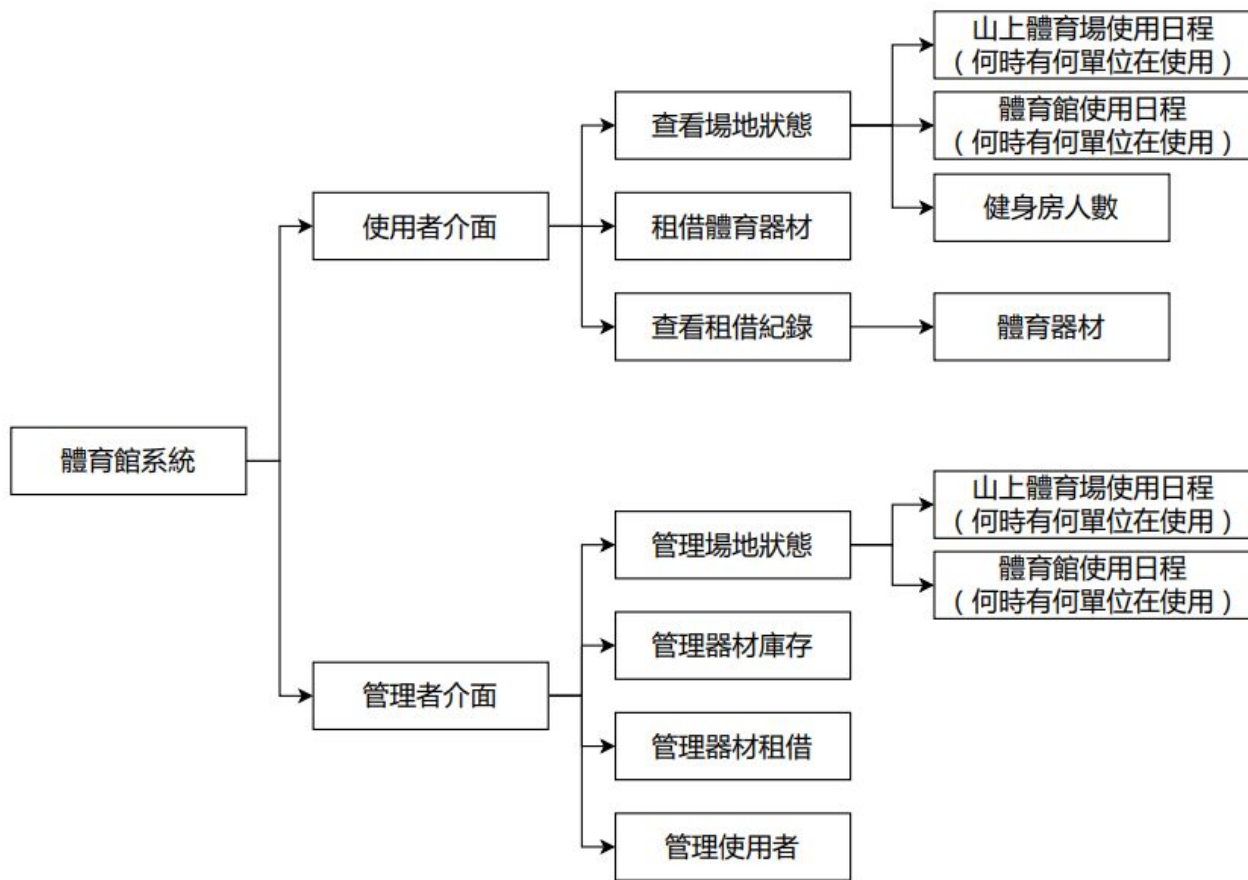 山上體育場使用日程
（何時有何單位在使用）
查看場地狀態
體育館使用日程
（何時有何單位在使用）
健身房人數
使用者介面
租借體育器材
查看租借紀錄
體育器材
體育館系統
山上體育場使用日程
（何時有何單位在使用）
管理場地狀態
體育館使用日程
（何時有何單位在使用）
管理器材庫存
管理者介面
管理器材租借
管理使用者